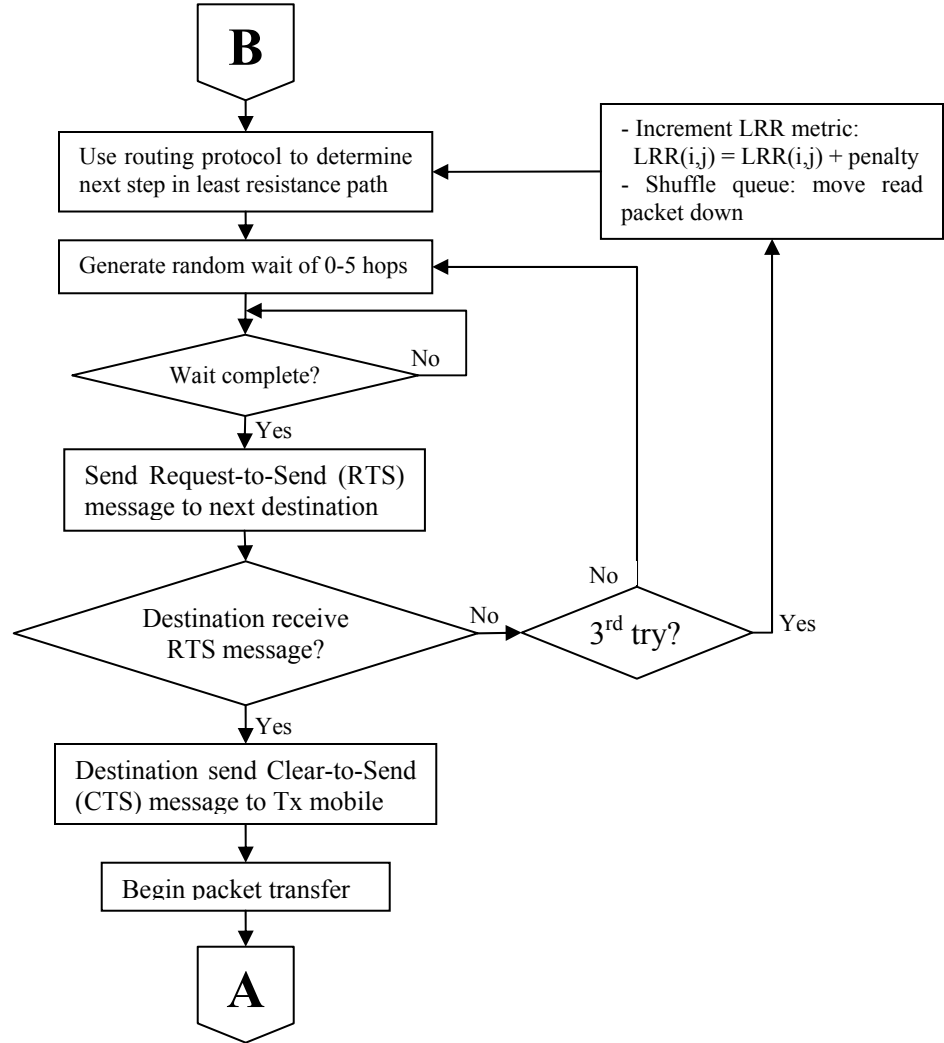 B
Use routing protocol to determine
next step in least resistance path
- Increment LRR metric:
LRR(i,j) = LRR(i,j) + penalty
- Shuffle queue: move read
packet down
Generate random wait of 0-5 hops
Wait complete?
No
Yes
Send Request-to-Send (RTS)
message to next destination
Destination receive
RTS message?
No
3rd try?
No
Yes
Yes
Destination send Clear-to-Send
(CTS) message to Tx mobile
Begin packet transfer
A